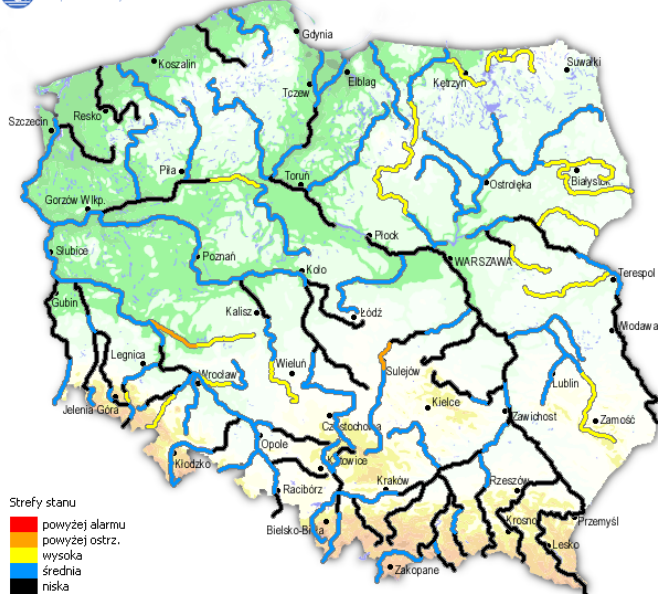 Gdynia
Suwałki
Koszalin
Elbląg
Kętrzyn
Tczew
Resko
Szczecin
Piła
Toruń
Ostrołęka
Białystok
Gorzów Wlkp.
Płock
Słubice
Poznań
WARSZAWA
Koło
Terespol
Gubin
Kalisz
Łódź
Włodawa
Legnica
Wieluń
Sulejów
Wrocław
Lublin
Jelenia Góra
Kielce
Zawichost
Częstochowa
Zamość
Opole
Kłodzko
Katowice
Kraków
Rzeszów
Racibórz
Przemyśl
Krosno
Bielsko-Biała
Lesko
Zakopane
Strefy stanu
powyżej alarmu
powyżej ostrz.
wysoka
średnia
niska